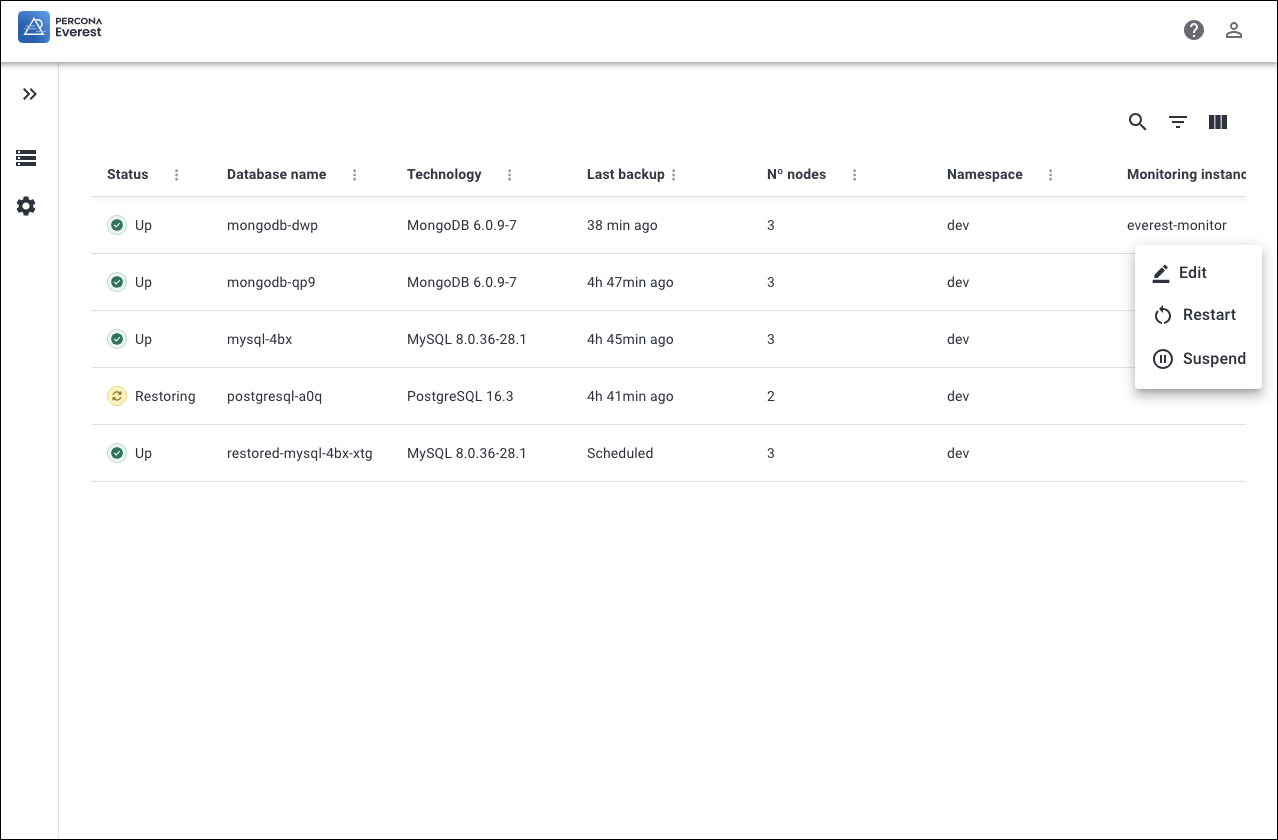 PERCONA
Everest
Status Database name Technology Last backup Nº nodes Namespace Monitoring instanc
Up mongodb-dwp MongoDB 6.0.9-7 38 min ago 3 dev everest-monitor
Up mongodb-qp9 MongoDB 6.0.9-7 4h 47min ago 3 dev
Up mysql-4bx MySQL 8.0.36-28.1 4h 45min ago 3 dev
Restoring postgresql-a0q PostgreSQL 16.3 4h 41min ago 2 dev
Up restored-mysql-4bx-xtg MySQL 8.0.36-28.1 Scheduled 3 dev
Edit
Restart
Suspend